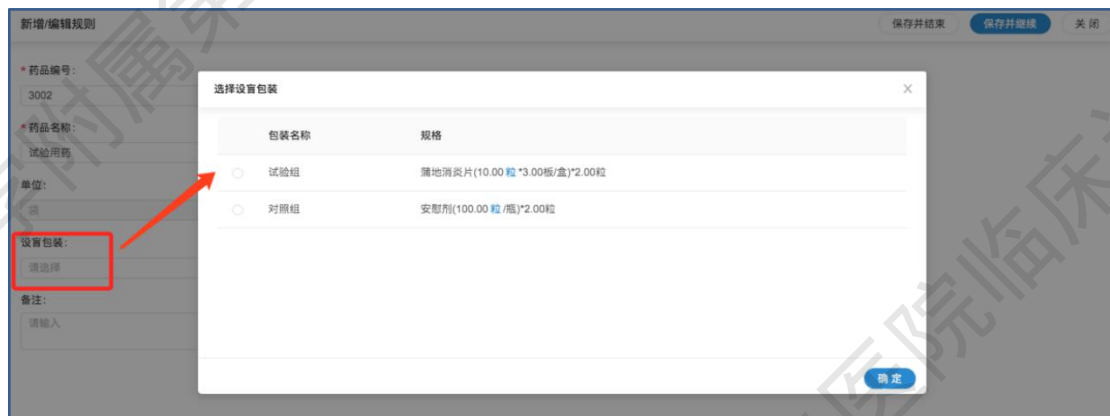 新增/编辑规则
保存并结束 保存并继续 关闭
*药品编号:
3002
*药品名称:
试验用药
单位:
袋
设盲包装:
请选择
备注:
请输入
选择设盲包装 ×
包装名称 规格
试验组 蒲地消炎片(10.00 粒 *3.00板/盒)*2.00粒
对照组 安慰剂(100.00 粒 /瓶)*2.00粒
确定